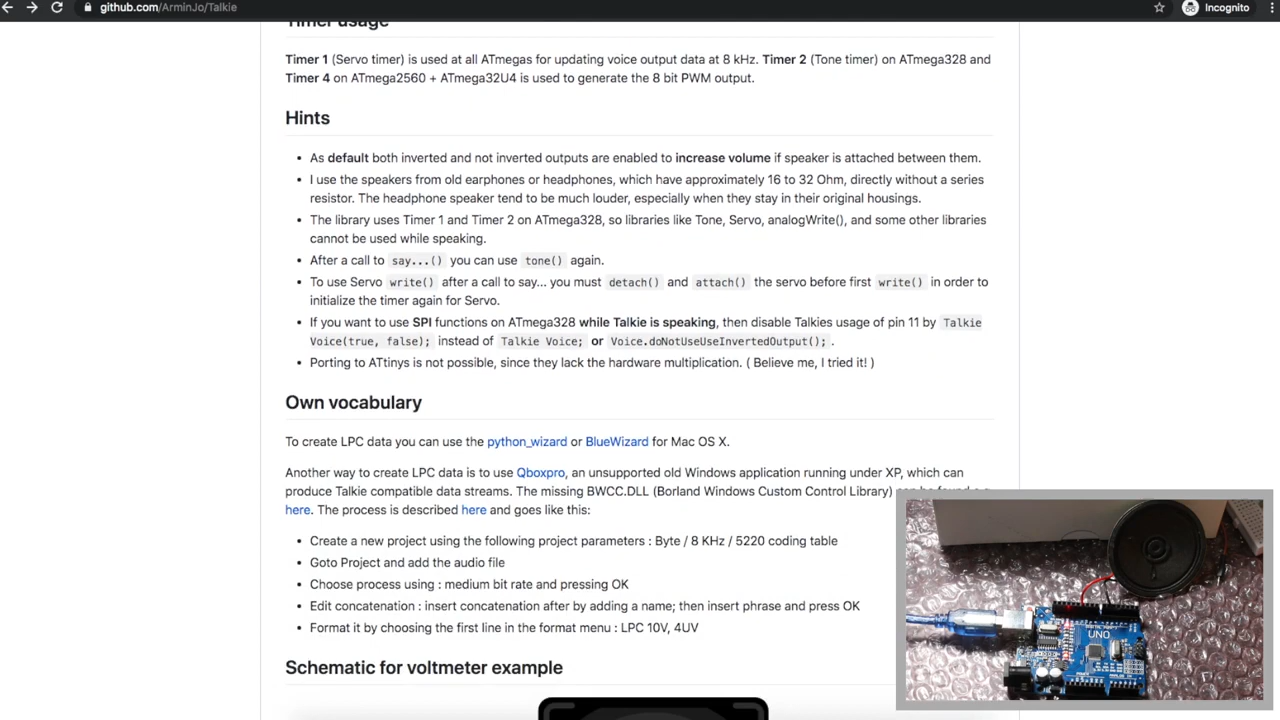 github.com/ArminJo/Talkie
Incognito
Timer usage
Timer 1 (Servo timer) is used at all ATmegas for updating voice output data at 8 kHz. Timer 2 (Tone timer) on ATmega328 and
Timer 4 on ATmega2560 + ATmega32U4 is used to generate the 8 bit PWM output.
Hints
• As default both inverted and not inverted outputs are enabled to increase volume if speaker is attached between them.
• I use the speakers from old earphones or headphones, which have approximately 16 to 32 Ohm, directly without a series
resistor. The headphone speaker tend to be much louder, especially when they stay in their original housings.
• The library uses Timer 1 and Timer 2 on ATmega328, so libraries like Tone, Servo, analogWrite(), and some other libraries
cannot be used while speaking.
• After a call to say...() you can use tone() again.
• To use Servo write() after a call to say... you must detach() and attach() the servo before first write() in order to
initialize the timer again for Servo.
• If you want to use SPI functions on ATmega328 while Talkie is speaking, then disable Talkies usage of pin 11 by Talkie
Voice(true, false); instead of Talkie Voice; or Voice.doNotUseUseInvertedOutput(); .
• Porting to ATtinys is not possible, since they lack the hardware multiplication. ( Believe me, I tried it! )
Own vocabulary
To create LPC data you can use the python_wizard or BlueWizard for Mac OS X.
Another way to create LPC data is to use Qboxpro, an unsupported old Windows application running under XP, which can
produce Talkie compatible data streams. The missing BWCC.DLL (Borland Windows Custom Control Library)
here. The process is described here and goes like this:
• Create a new project using the following project parameters : Byte / 8 KHz / 5220 coding table
• Goto Project and add the audio file
• Choose process using : medium bit rate and pressing OK
• Edit concatenation : insert concatenation after by adding a name; then insert phrase and press OK
• Format it by choosing the first line in the format menu : LPC 10V, 4UV
UNO
Schematic for voltmeter example